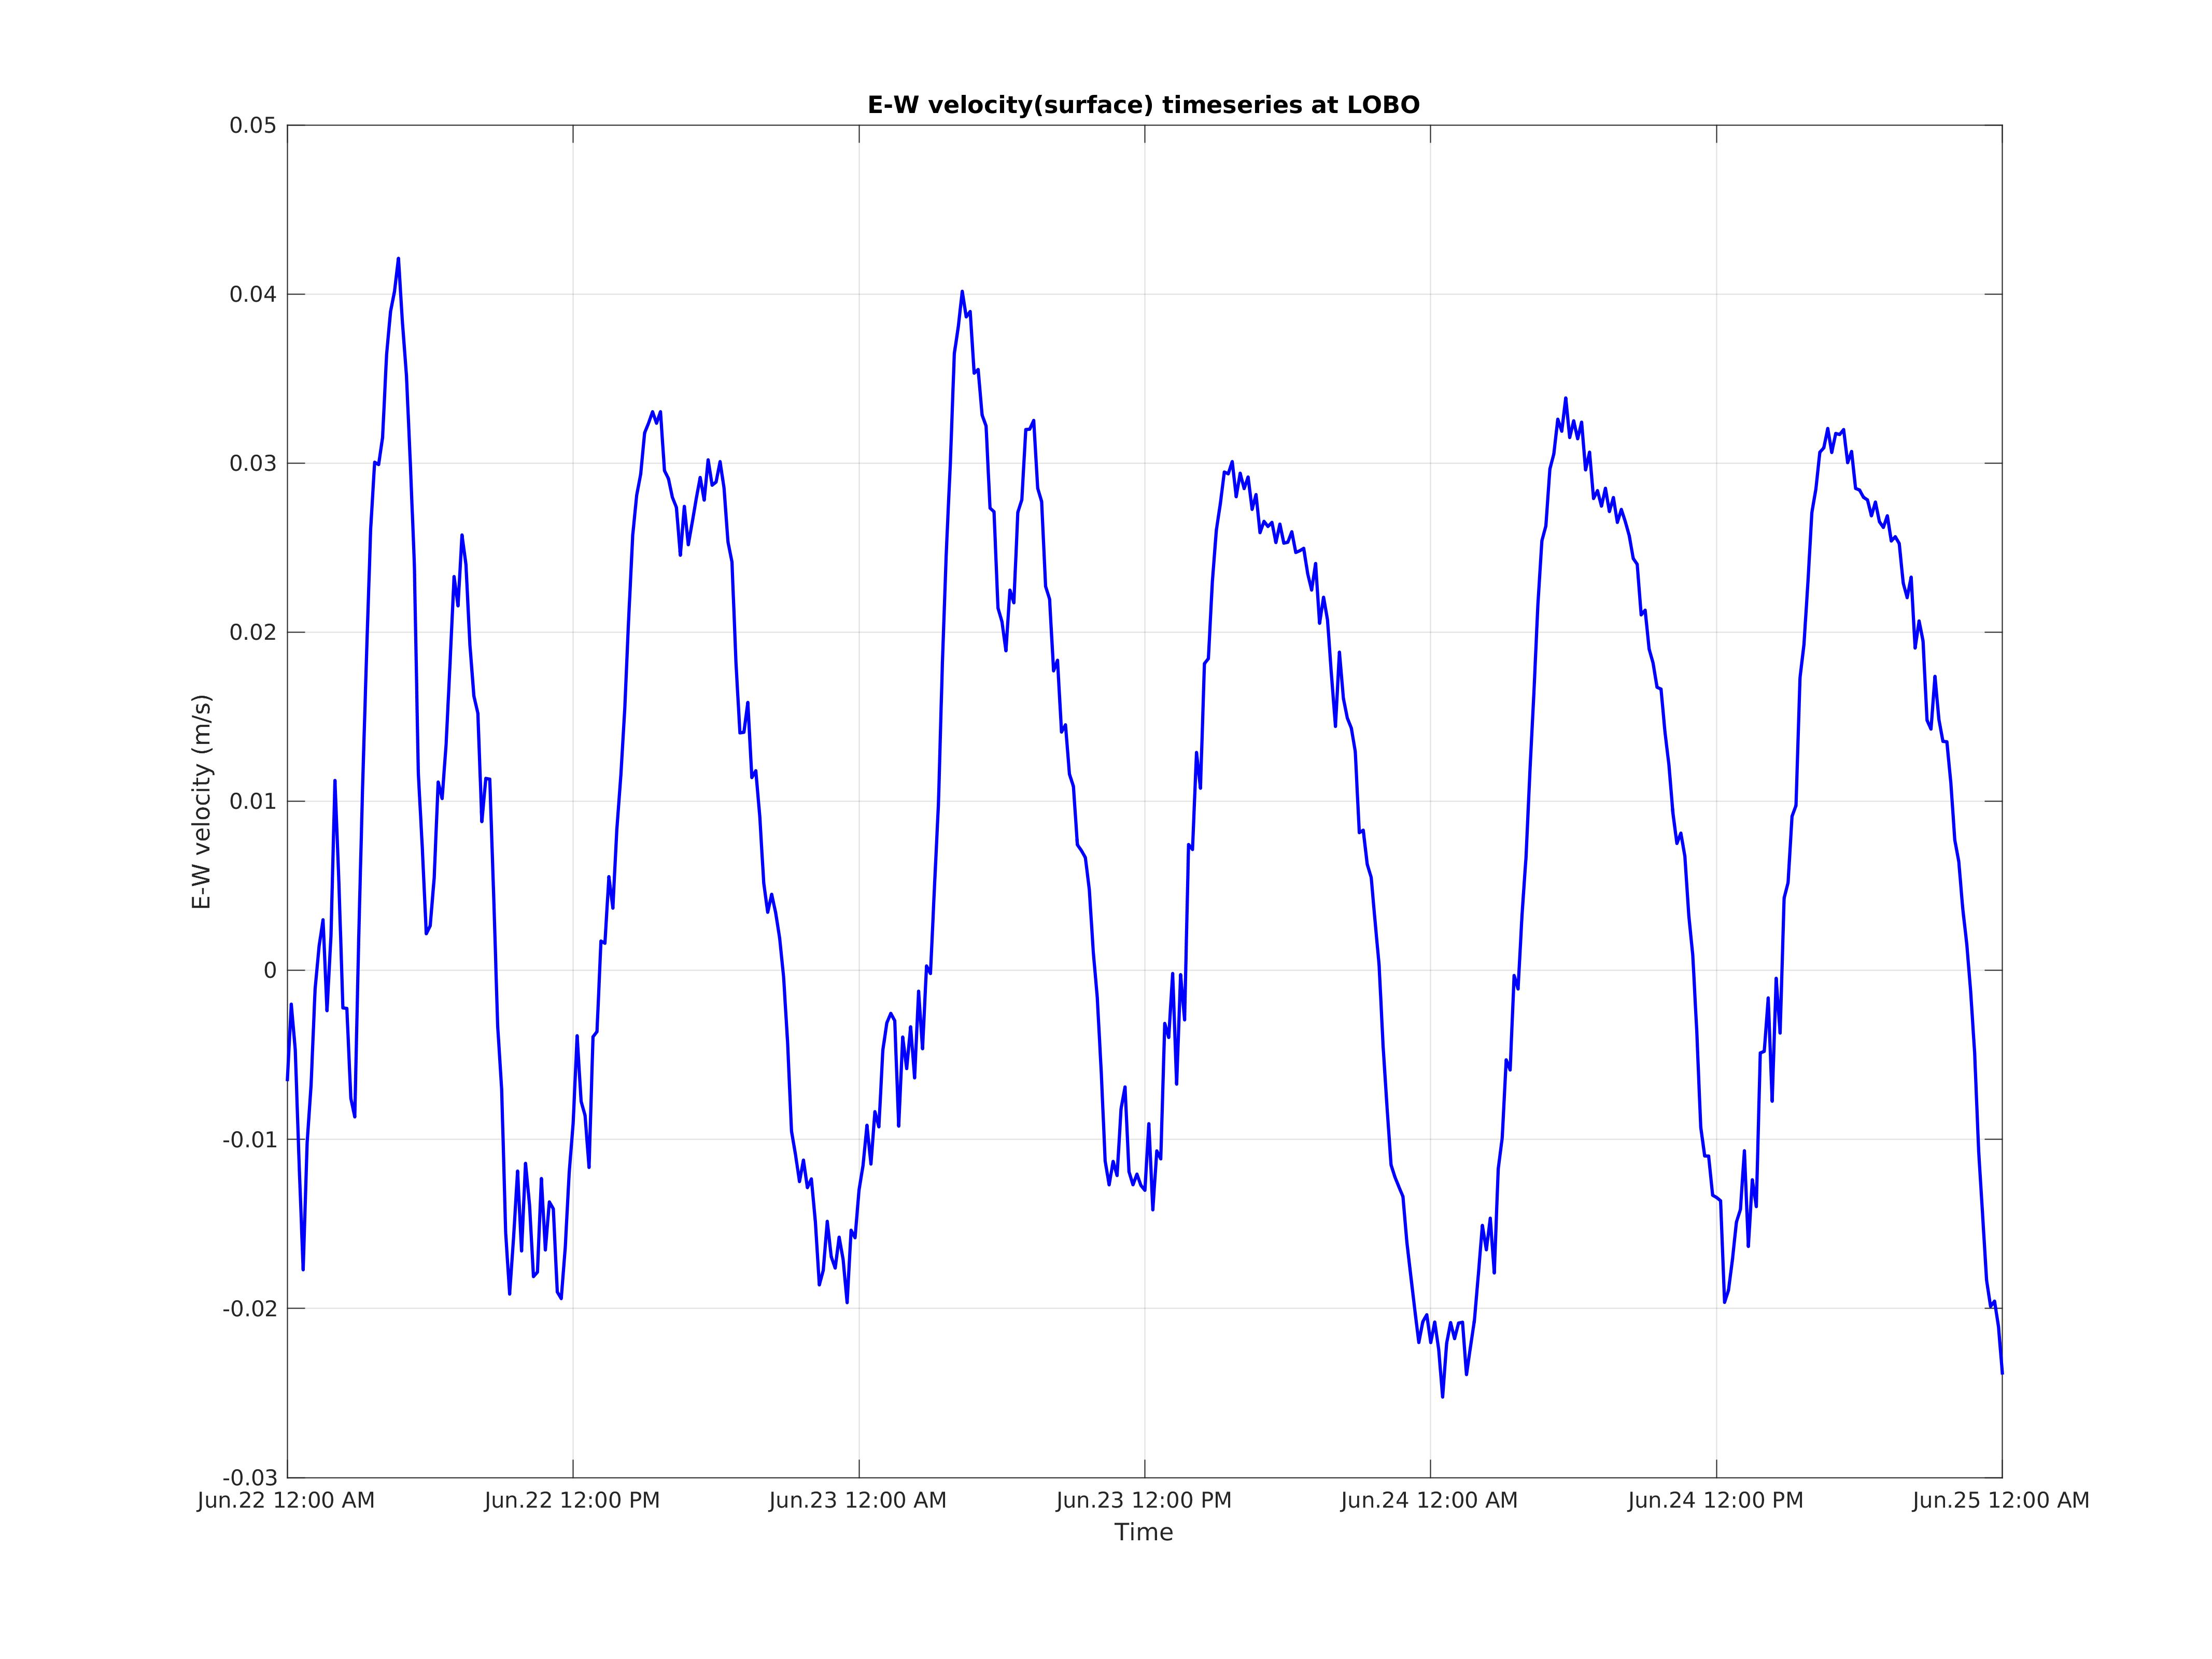 E-W velocity(surface) timeseries at LOBO
0.05
0.04
0.03
0.02
0.01
0
-0.01
-0.02
-0.03
E-W velocity (m/s)
Jun.22 12:00 AM
Jun.22 12:00 PM
Jun.23 12:00 AM
Jun.23 12:00 PM
Jun.24 12:00 AM
Jun.24 12:00 PM
Jun.25 12:00 AM
Time